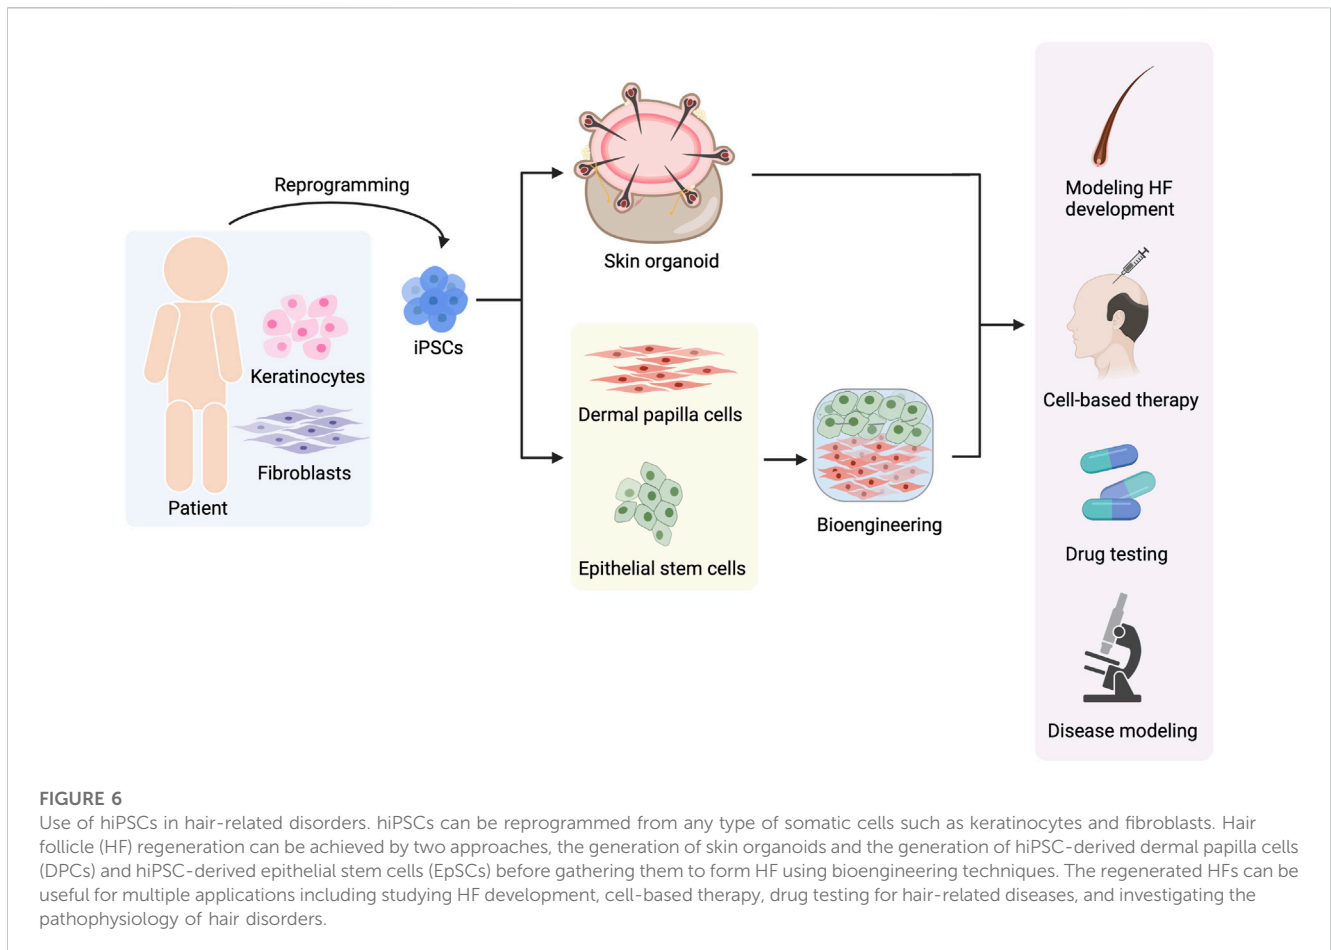 Reprogramming
Keratinocytes
Fibroblasts
Patient
iPSCs
Skin organoid
Dermal papilla cells
Epithelial stem cells
Bioengineering
Modeling HF
development
Cell-based therapy
Drug testing
Disease modeling
FIGURE 6
Use of hiPSCs in hair-related disorders. hiPSCs can be reprogrammed from any type of somatic cells such as keratinocytes and fibroblasts. Hair
follicle (HF) regeneration can be achieved by two approaches, the generation of skin organoids and the generation of hiPSC-derived dermal papilla cells
(DPCs) and hiPSC-derived epithelial stem cells (EpSCs) before gathering them to form HF using bioengineering techniques. The regenerated HFs can be
useful for multiple applications including studying HF development, cell-based therapy, drug testing for hair-related diseases, and investigating the
pathophysiology of hair disorders.